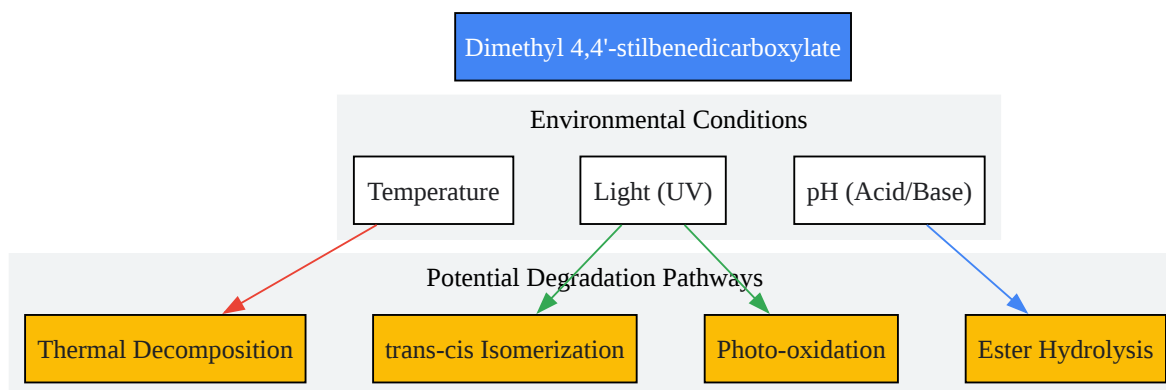 Dimethyl 4,4'-stilbenedicarboxylate
Environmental Conditions
Temperature
Light (UV)
pH (Acid/Base)
Potential Degradation Pathways
Thermal Decomposition
trans-cis Isomerization
Photo-oxidation
Ester Hydrolysis